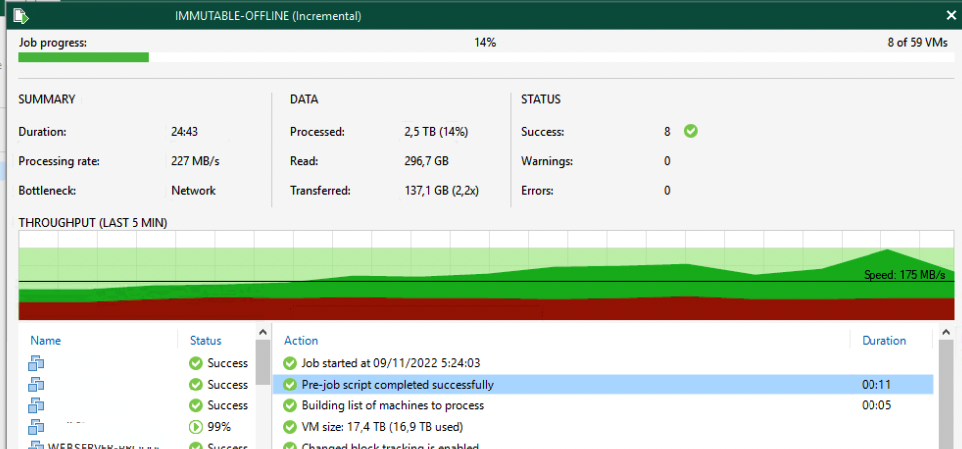 IMMUTABLE-OFFLINE (Incremental)
Job progress: 14% 8 of 59 VMs
SUMMARY DATA STATUS
Duration: 24:43 Processed: 2,5 TB (14%) Success: 8
Processing rate: 227 MB/s Read: 296,7 GB Warnings: 0
Bottleneck: Network Transferred: 137,1 GB (2,2x) Errors: 0
THROUGHPUT (LAST 5 MIN)
Speed: 175 MB/s
Name Status Action Duration
Success Job started at 09/11/2022 5:24:03
Success Pre-job script completed successfully 00:11
Success Building list of machines to process 00:05
99% VM size: 17,4 TB (16,9 TB used)
Success Changed block tracking is enabled